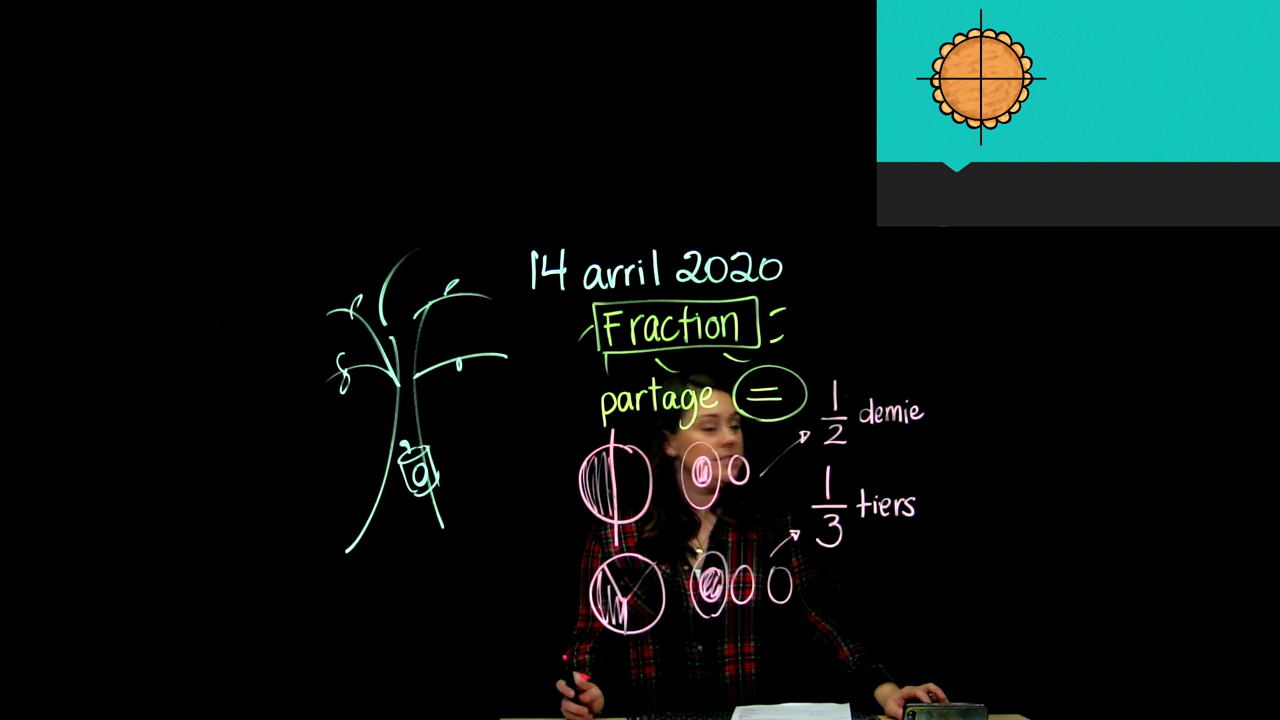 14 avril 2020
Fraction :
partage =
1/2 demie
1/3 tiers